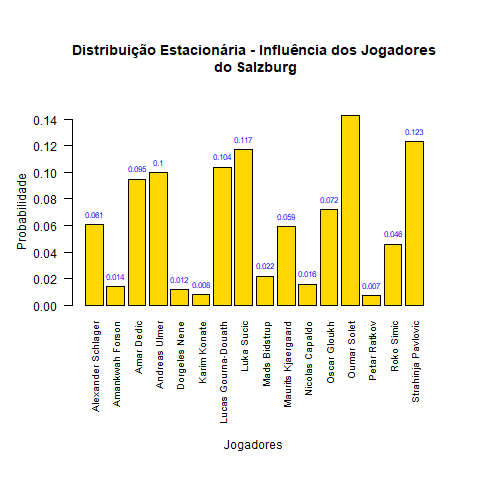 Distribuição Estacionária - Influência dos Jogadores
do Salzburg
Probabilidade
0.14
0.12
0.10
0.08
0.06
0.04
0.02
0.00
0.061
0.014
0.095
0.1
0.012
0.008
0.104
0.117
0.022
0.059
0.016
0.072
0.007
0.046
0.123
Alexander Schlager
Amankwah Forson
Amar Dedic
Andreas Ulmer
Dorgeles Nene
Karim Konate
Lucas Gourna-Douath
Luka Sucic
Mads Bidstrup
Maurits Kjaergaard
Nicolas Capaldo
Oscar Gloukh
Oumar Solet
Petar Ratkov
Roko Simic
Strahinja Pavlovic
Jogadores